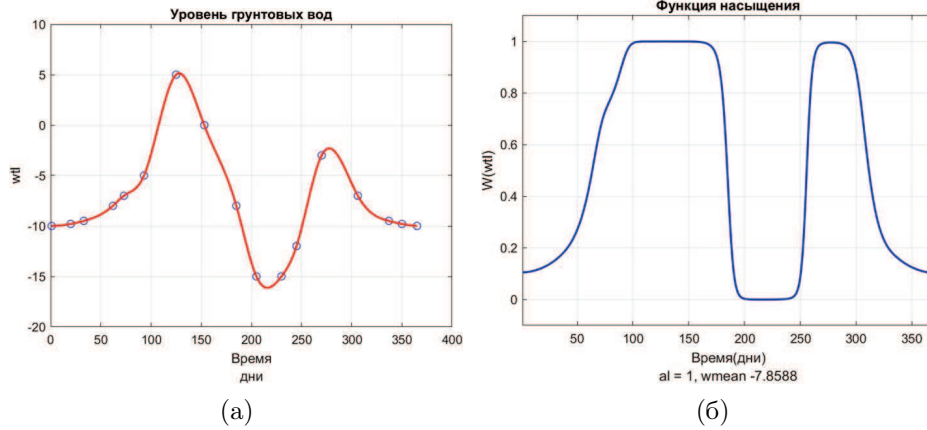 Уровень грунтовых вод
10
5
0
-5
-10
-15
-20
wtl
0 50 100 150 200 250 300 350 400
Время
дни
(а)
Функция насыщения
1
0.8
0.6
0.4
0.2
0
W(wtl)
50 100 150 200 250 300 350
Время(дни)
al = 1, wmean -7.8588
(б)